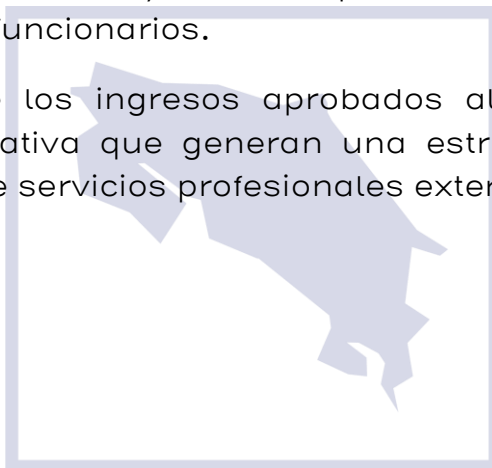 funcionarios.
los ingresos aprobados al
que generan una
servicios profesionales